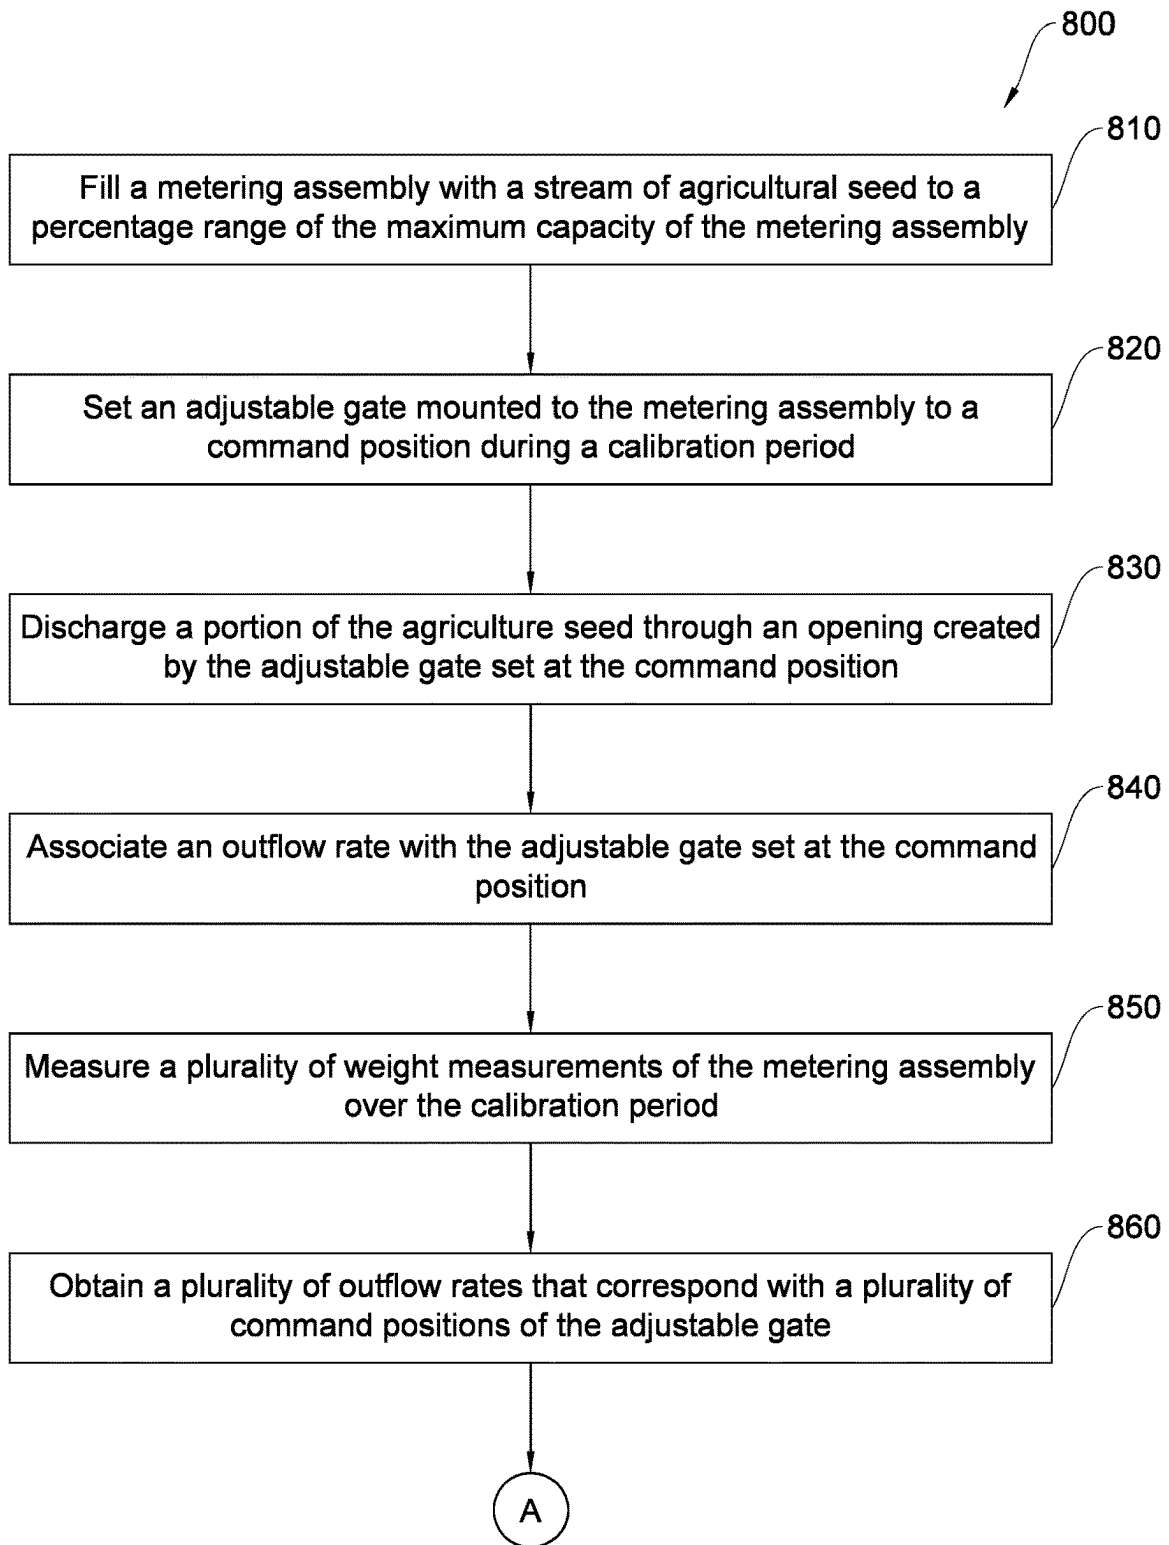 800
810
Fill a metering assembly with a stream of agricultural seed to a
percentage range of the maximum capacity of the metering assembly
820
Set an adjustable gate mounted to the metering assembly to a
command position during a calibration period
830
Discharge a portion of the agriculture seed through an opening created
by the adjustable gate set at the command position
840
Associate an outflow rate with the adjustable gate set at the command
position
850
Measure a plurality of weight measurements of the metering assembly
over the calibration period
860
Obtain a plurality of outflow rates that correspond with a plurality of
command positions of the adjustable gate
A